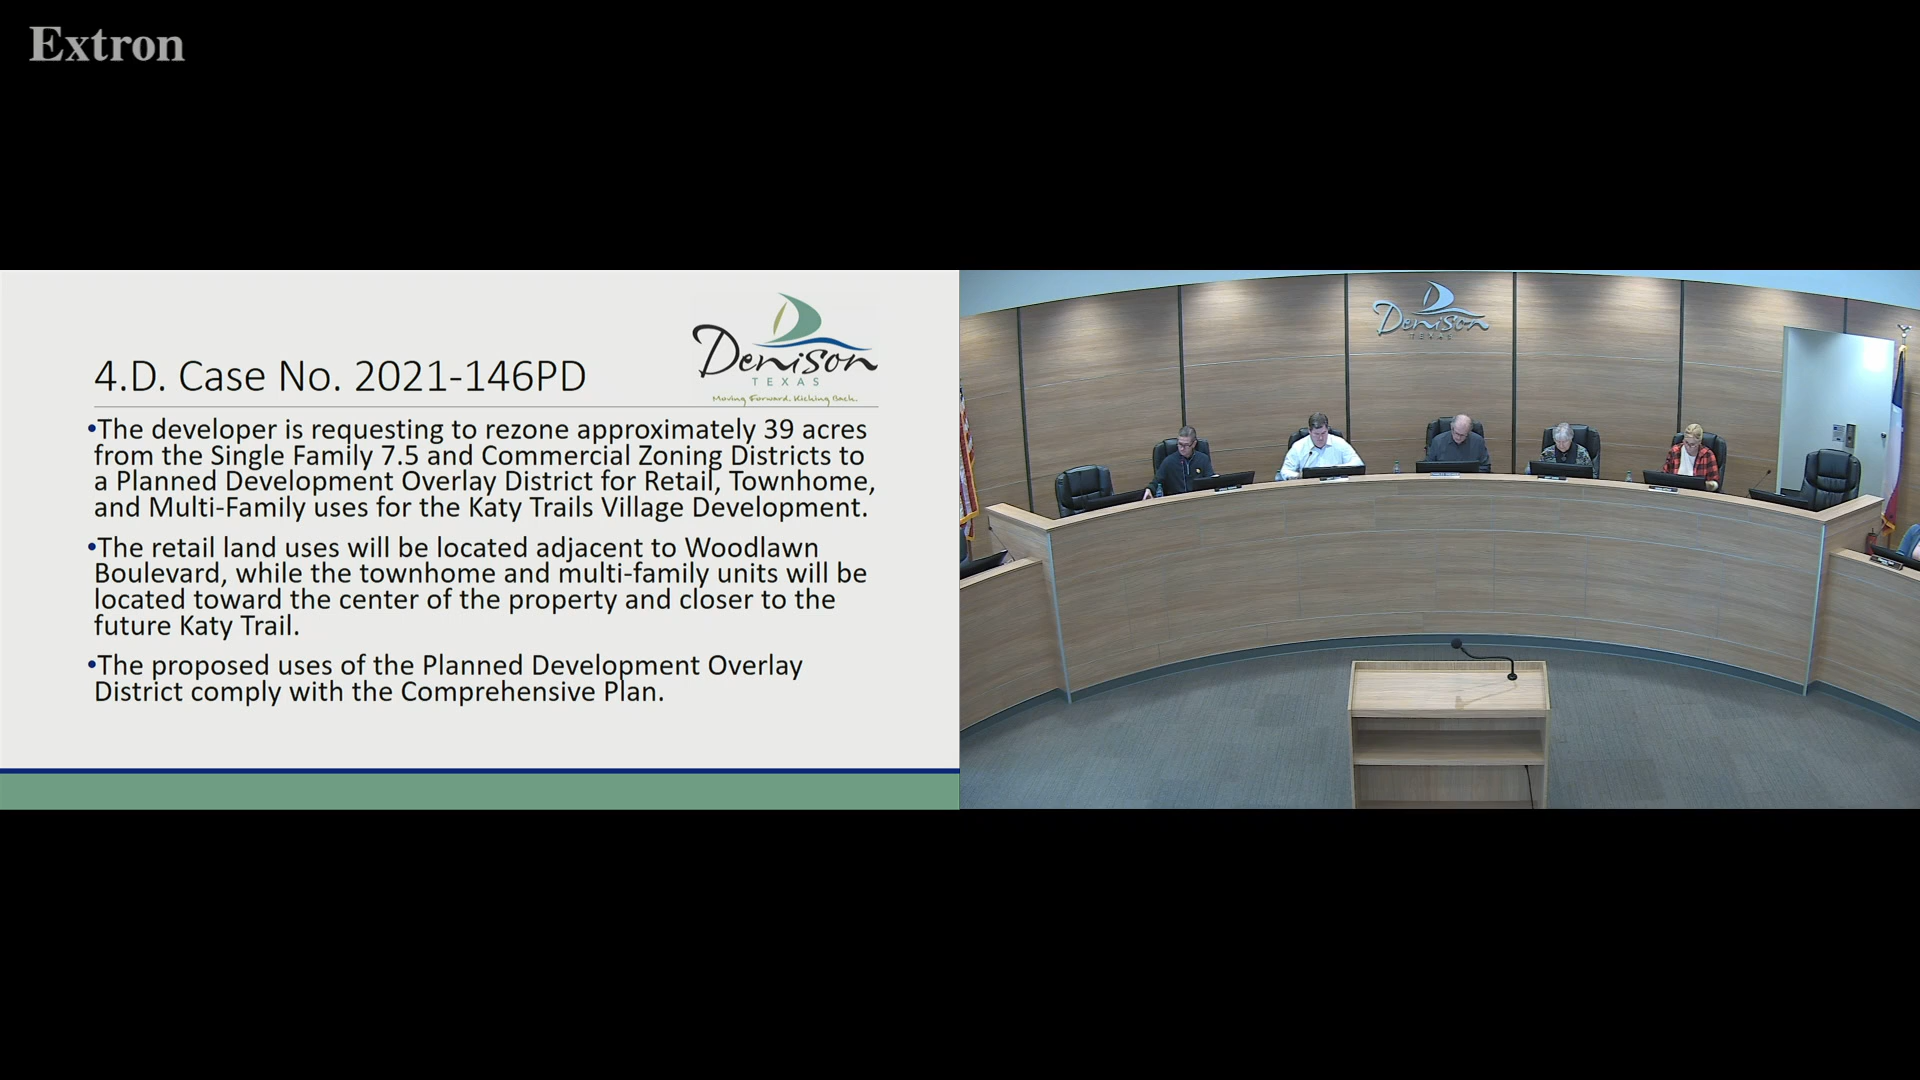 Extron
Denison
TEXAS
Moving Forward. Kicking Back.
4.D. Case No. 2021-146PD
•The developer is requesting to rezone approximately 39 acres
from the Single Family 7.5 and Commercial Zoning Districts to
a Planned Development Overlay District for Retail, Townhome,
and Multi-Family uses for the Katy Trails Village Development.
•The retail land uses will be located adjacent to Woodlawn
Boulevard, while the townhome and multi-family units will be
located toward the center of the property and closer to the
future Katy Trail.
•The proposed uses of the Planned Development Overlay
District comply with the Comprehensive Plan.
Denison
TEXAS